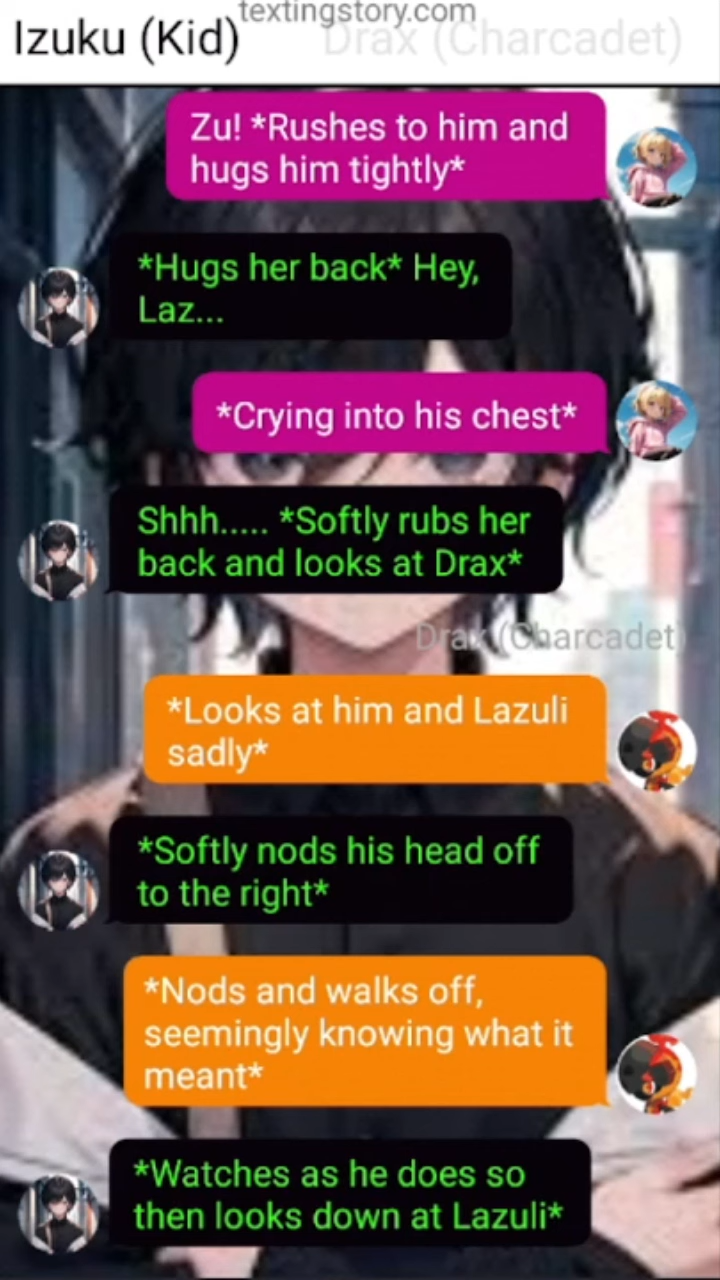 textingstory.com
Izuku (Kid) Drax (Charcadet)
Zu! *Rushes to him and
hugs him tightly*
*Hugs her back* Hey,
Laz...
*Crying into his chest*
Shhh..... *Softly rubs her
back and looks at Drax*
Drax (Charcadet)
*Looks at him and Lazuli
sadly*
*Softly nods his head off
to the right*
*Nods and walks off,
seemingly knowing what it
meant*
*Watches as he does so
then looks down at Lazuli*